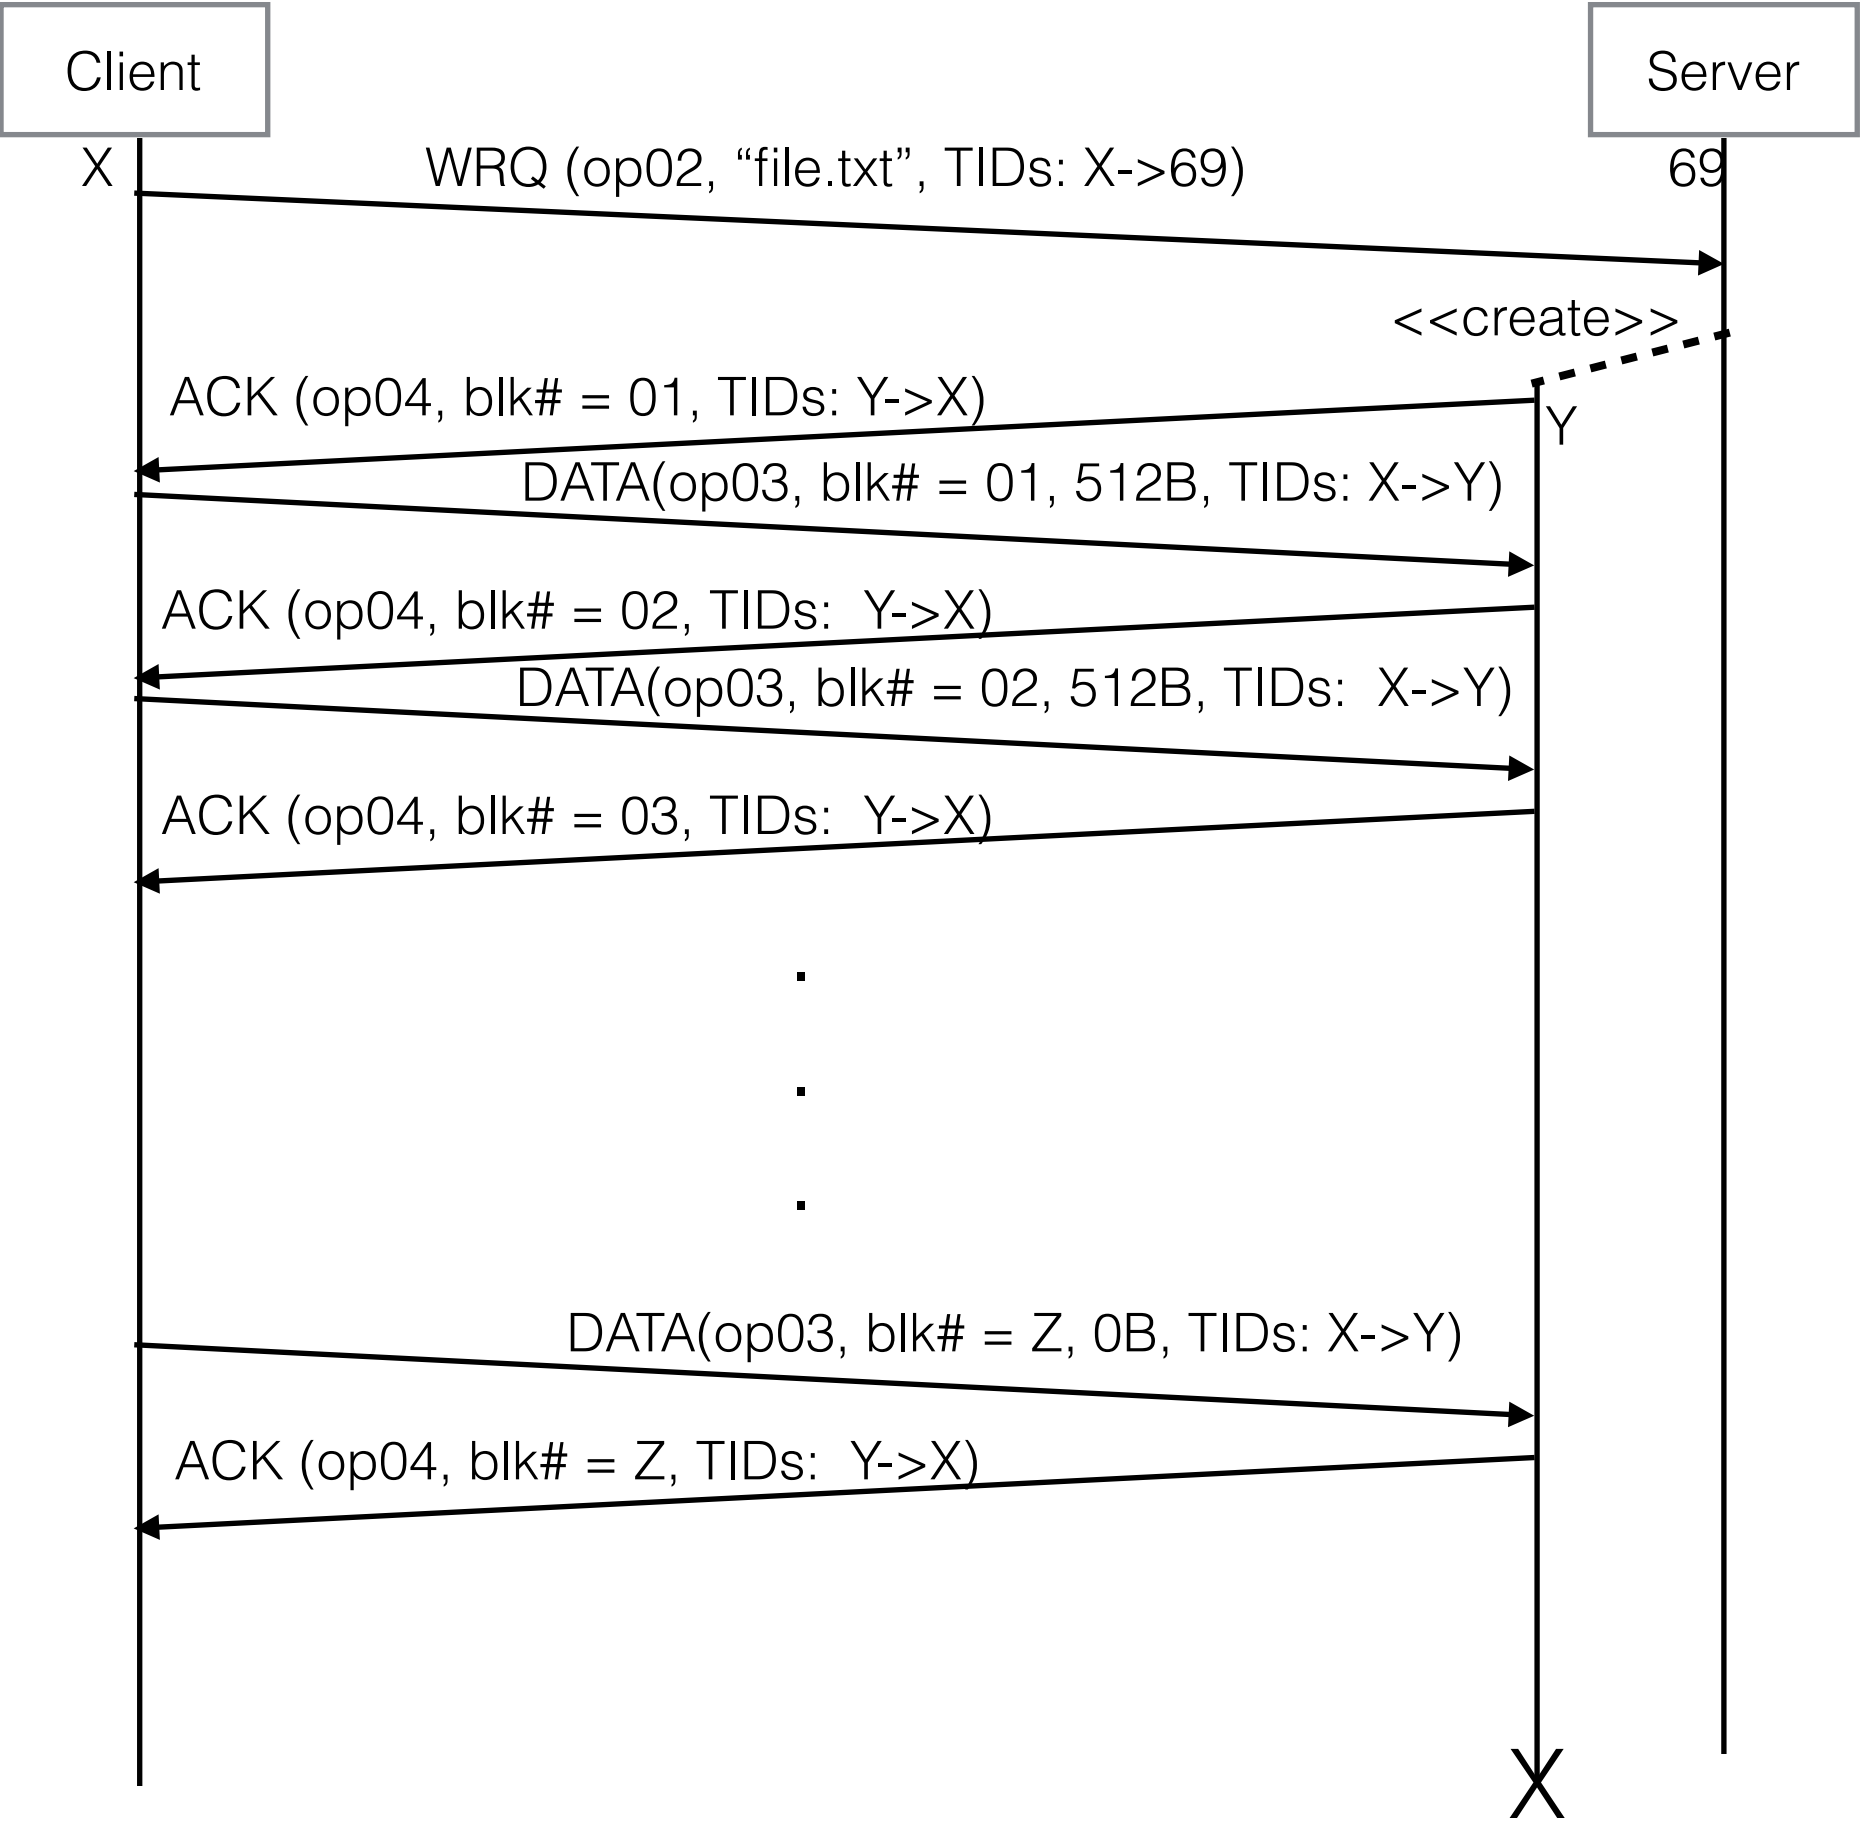 Client
Server
X
WRQ (op02, “file.txt”, TIDs: X->69)
69
<<create>>
ACK (op04, blk# = 01, TIDs: Y->X)
Y
DATA(op03, blk# = 01, 512B, TIDs: X->Y)
ACK (op04, blk# = 02, TIDs:  Y->X)
DATA(op03, blk# = 02, 512B, TIDs:  X->Y)
ACK (op04, blk# = 03, TIDs:  Y->X)
.
.
.
DATA(op03, blk# = Z, 0B, TIDs: X->Y)
ACK (op04, blk# = Z, TIDs:  Y->X)
X